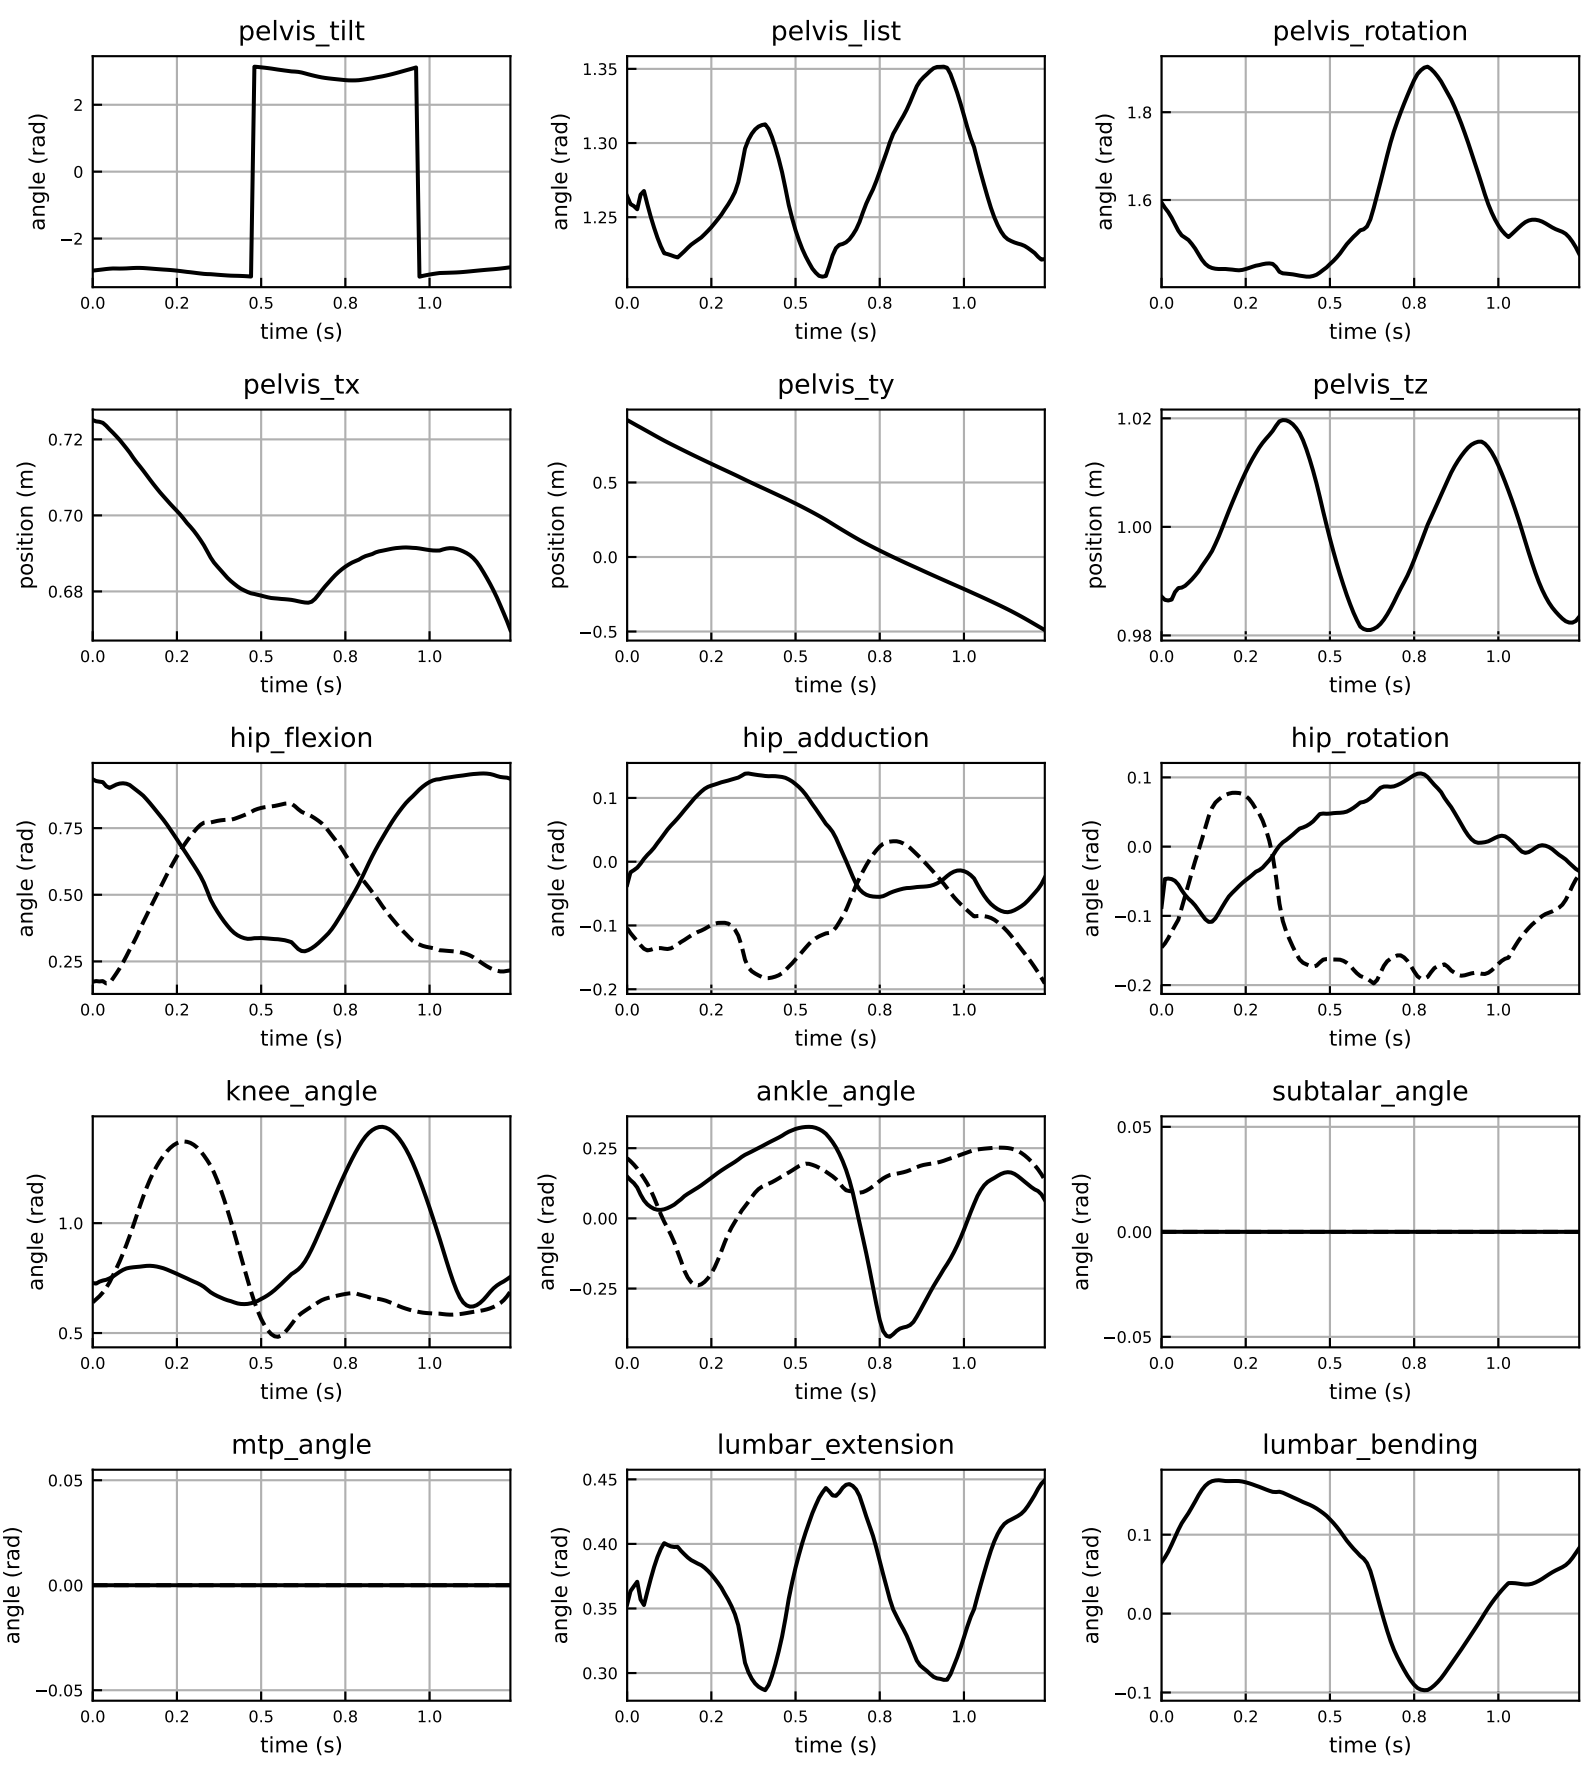 pelvis_tilt
angle (rad)
2
0
−2
0.0 0.2 0.5 0.8 1.0
time (s)
pelvis_list
angle (rad)
1.35
1.30
1.25
0.0 0.2 0.5 0.8 1.0
time (s)
pelvis_rotation
angle (rad)
1.8
1.6
0.0 0.2 0.5 0.8 1.0
time (s)
pelvis_tx
position (m)
0.72
0.70
0.68
0.0 0.2 0.5 0.8 1.0
time (s)
pelvis_ty
position (m)
0.5
0.0
−0.5
0.0 0.2 0.5 0.8 1.0
time (s)
pelvis_tz
position (m)
1.02
1.00
0.98
0.0 0.2 0.5 0.8 1.0
time (s)
hip_flexion
angle (rad)
0.75
0.50
0.25
0.0 0.2 0.5 0.8 1.0
time (s)
hip_adduction
angle (rad)
0.1
0.0
−0.1
−0.2
0.0 0.2 0.5 0.8 1.0
time (s)
hip_rotation
angle (rad)
0.1
0.0
−0.1
−0.2
0.0 0.2 0.5 0.8 1.0
time (s)
knee_angle
angle (rad)
1.0
0.5
0.0 0.2 0.5 0.8 1.0
time (s)
ankle_angle
angle (rad)
0.25
0.00
−0.25
0.0 0.2 0.5 0.8 1.0
time (s)
subtalar_angle
angle (rad)
0.05
0.00
−0.05
0.0 0.2 0.5 0.8 1.0
time (s)
mtp_angle
angle (rad)
0.05
0.00
−0.05
0.0 0.2 0.5 0.8 1.0
time (s)
lumbar_extension
angle (rad)
0.45
0.40
0.35
0.30
0.0 0.2 0.5 0.8 1.0
time (s)
lumbar_bending
angle (rad)
0.1
0.0
−0.1
0.0 0.2 0.5 0.8 1.0
time (s)